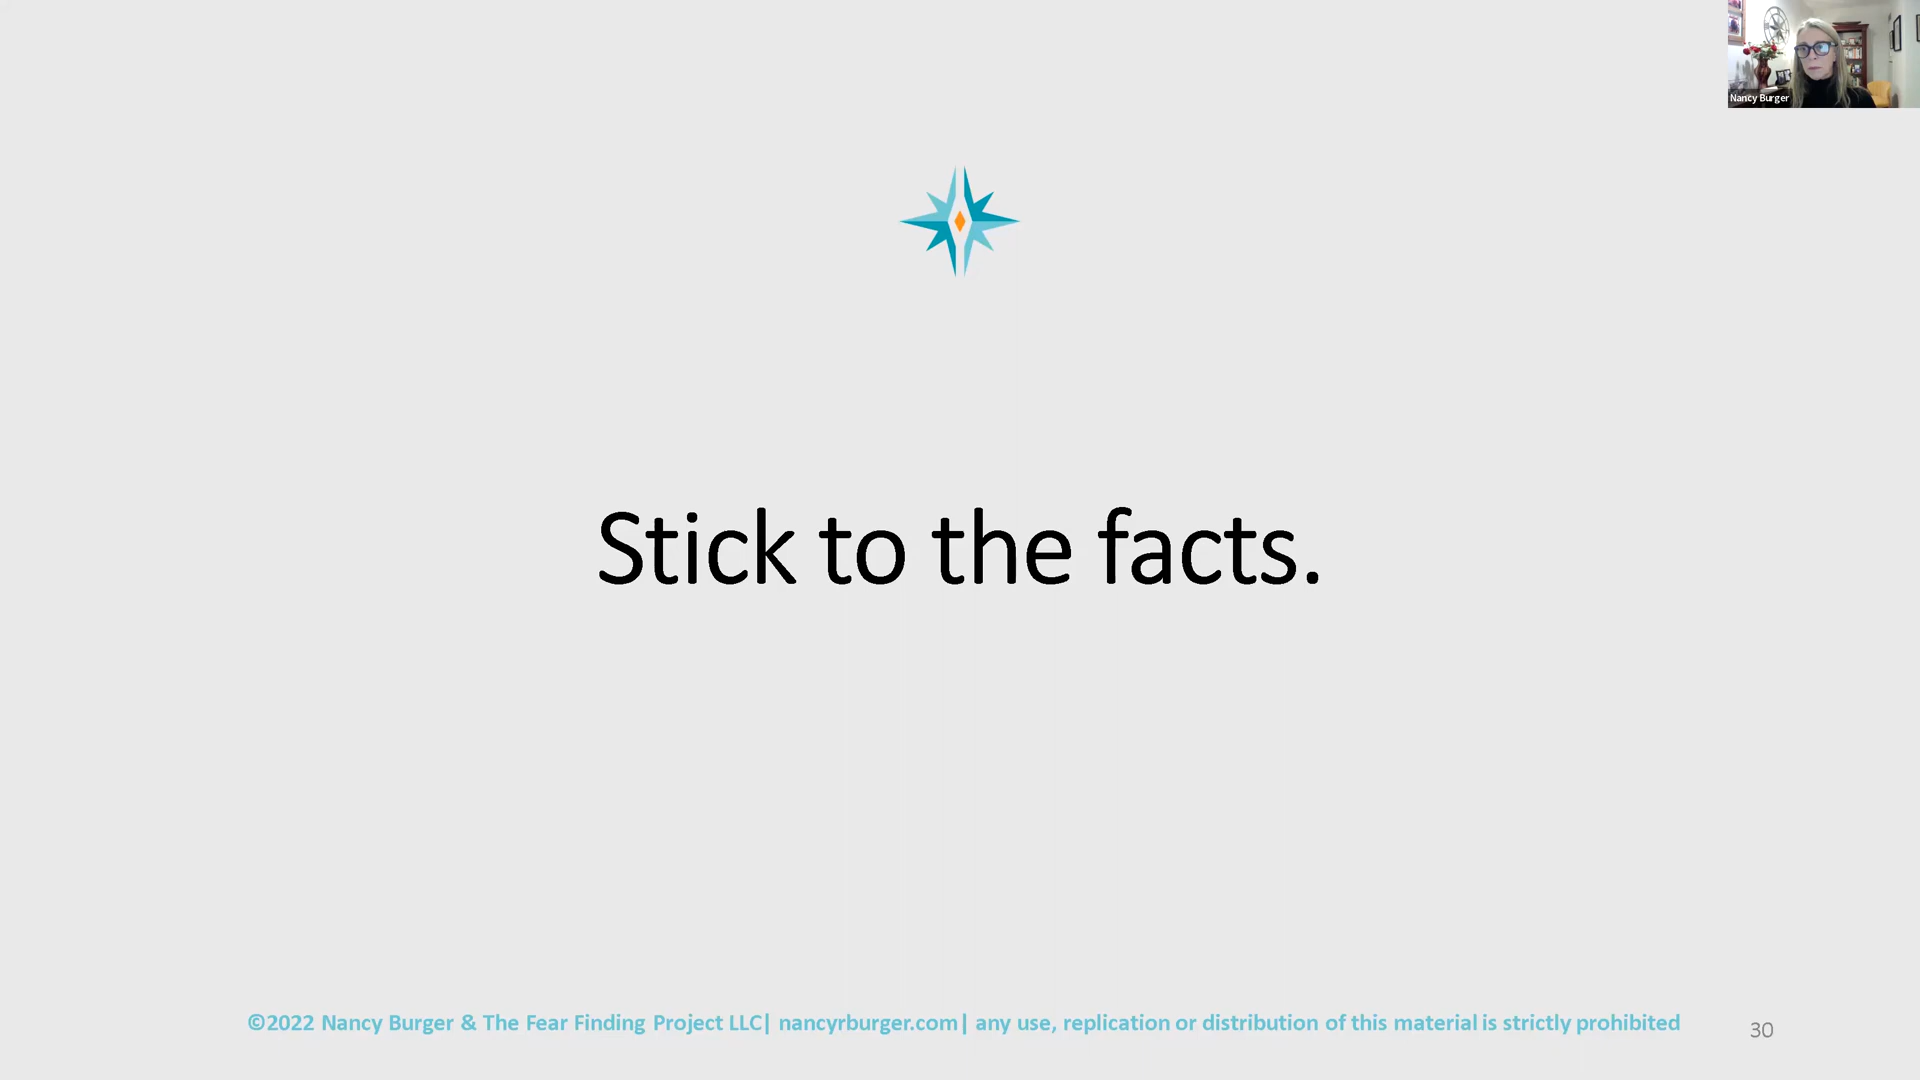 Nancy Burger
Stick to the facts.
©2022 Nancy Burger & The Fear Finding Project LLC| nancyrburger.com| any use, replication or distribution of this material is strictly prohibited
30